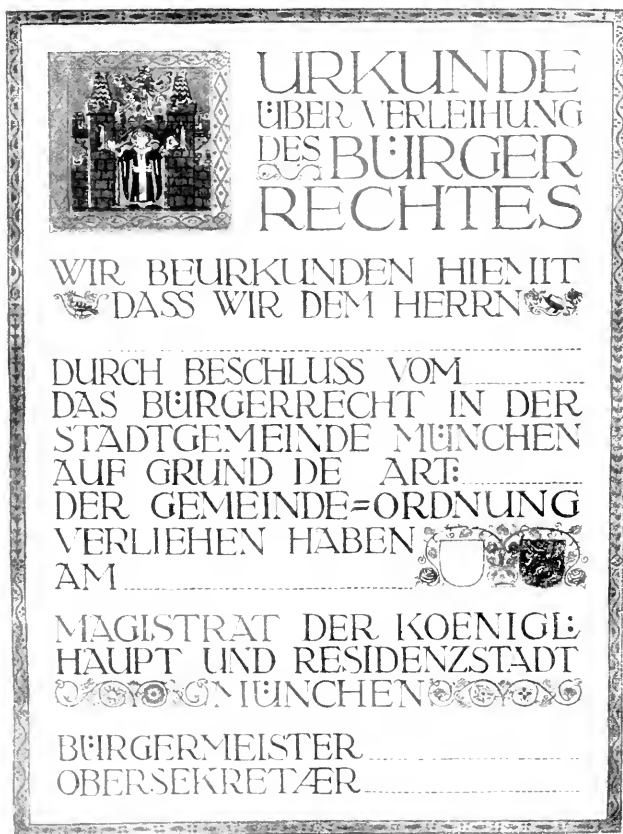 URKUNDE
ÜBER VERLEIHUNG
DES BÜRGER
RECHTES
WIR BEURKUNDEN HIEMIT
DASS WIR DEM HERRN
DURCH BESCHLUSS VOM
DAS BÜRGERRECHT IN DER
STADTGEMEINDE MÜNCHEN
AUF GRUND DE ART:
DER GEMEINDE=ORDNUNG
VERLIEHEN HABEN
AM
MAGISTRAT DER KOENIGL:
HAUPT UND RESIDENZSTADT
MÜNCHEN
BÜRGERMEISTER
OBERSEKRETÆR